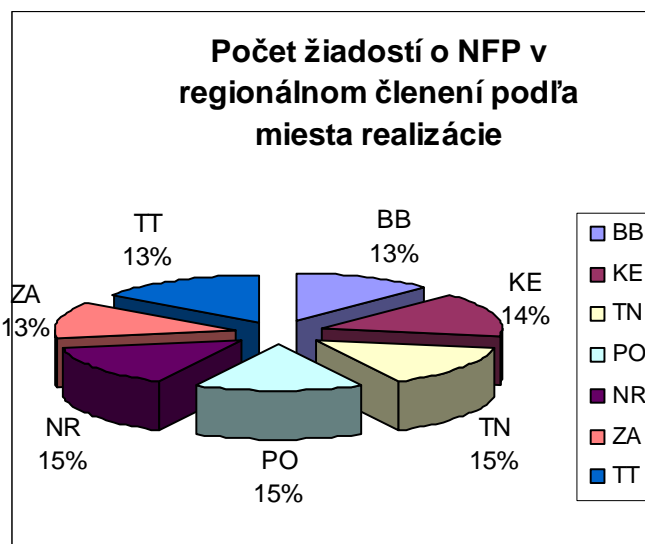 Počet žiadostí o NFP v
regionálnom členení podľa
miesta realizácie
TT
13%
BB
13%
KE
14%
ZA
13%
NR
15%
PO
15%
TN
15%
BB
KE
TN
PO
NR
ZA
TT